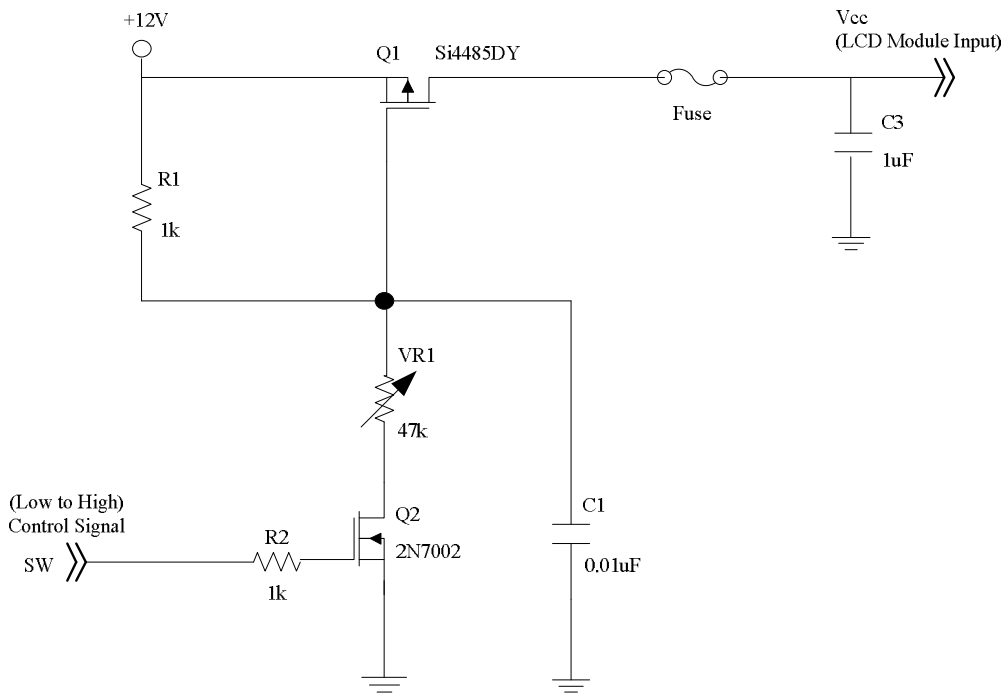 +12V
Vcc
(LCD Module Input)
Q1
Si4485DY
Fuse
C3
1uF
R1
1k
VR1
47k
(Low to High)
Control Signal
SW
R2
1k
Q2
2N7002
C1
0.01uF